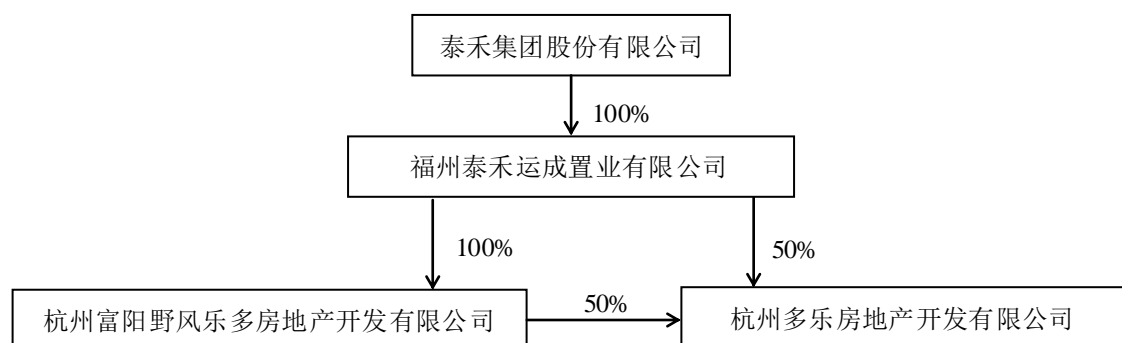 泰禾集团股份有限公司
100%
福州泰禾运成置业有限公司
100%
50%
杭州富阳野风乐多房地产开发有限公司
50%
杭州多乐房地产开发有限公司